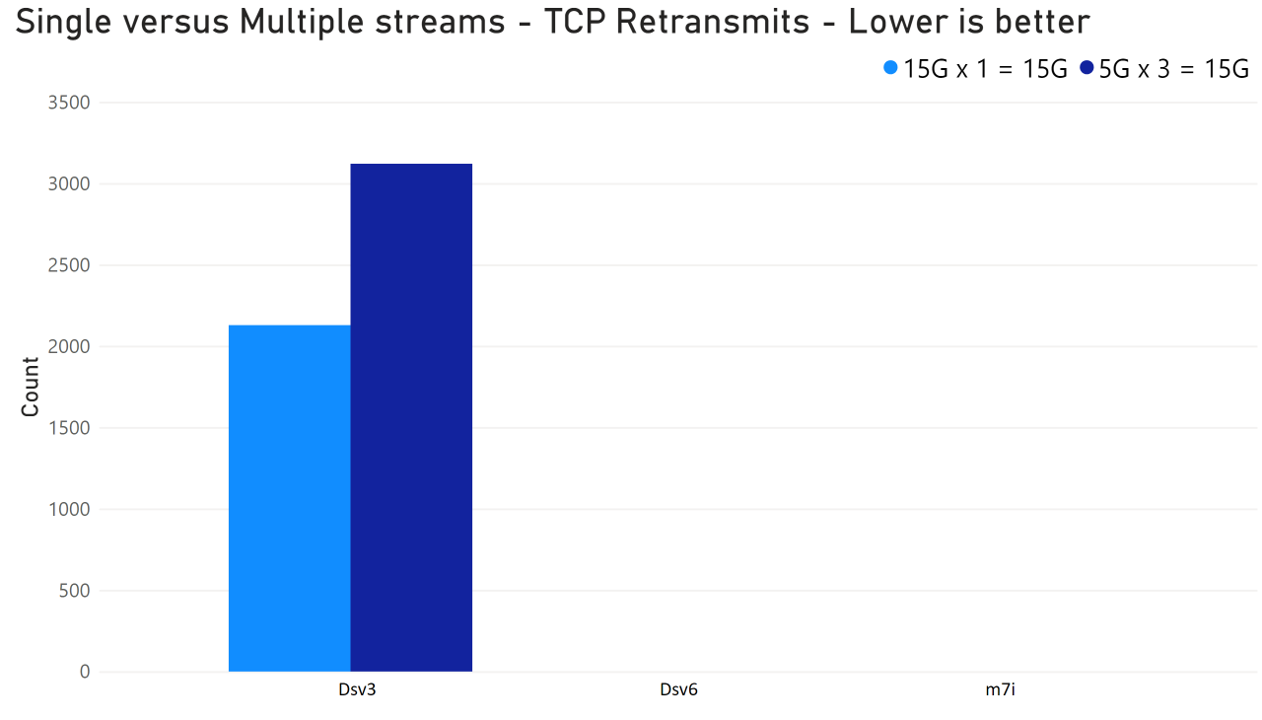 Single versus Multiple streams - TCP Retransmits - Lower is better
15G x 1 = 15G 5G x 3 = 15G
3500
3000
2500
2000
1500
1000
500
0
Count
Dsv3 Dsv6 m7i